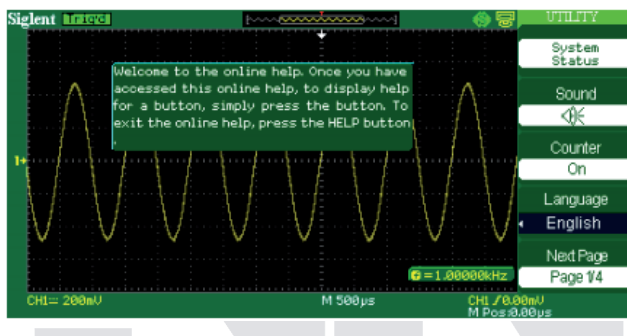 Siglent Trig'd UTILITY
Welcome to the online help. Once you have
accessed this online help, to display help
for a button, simply press the button. To
exit the online help, press the HELP button
.
System
Status
Sound
Counter
On
Language
English
Next Page
Page 1/4
1
=1.00000kHz
CH1 200mV M 500µs CH1 0.00mV
M Pos:0.00µs